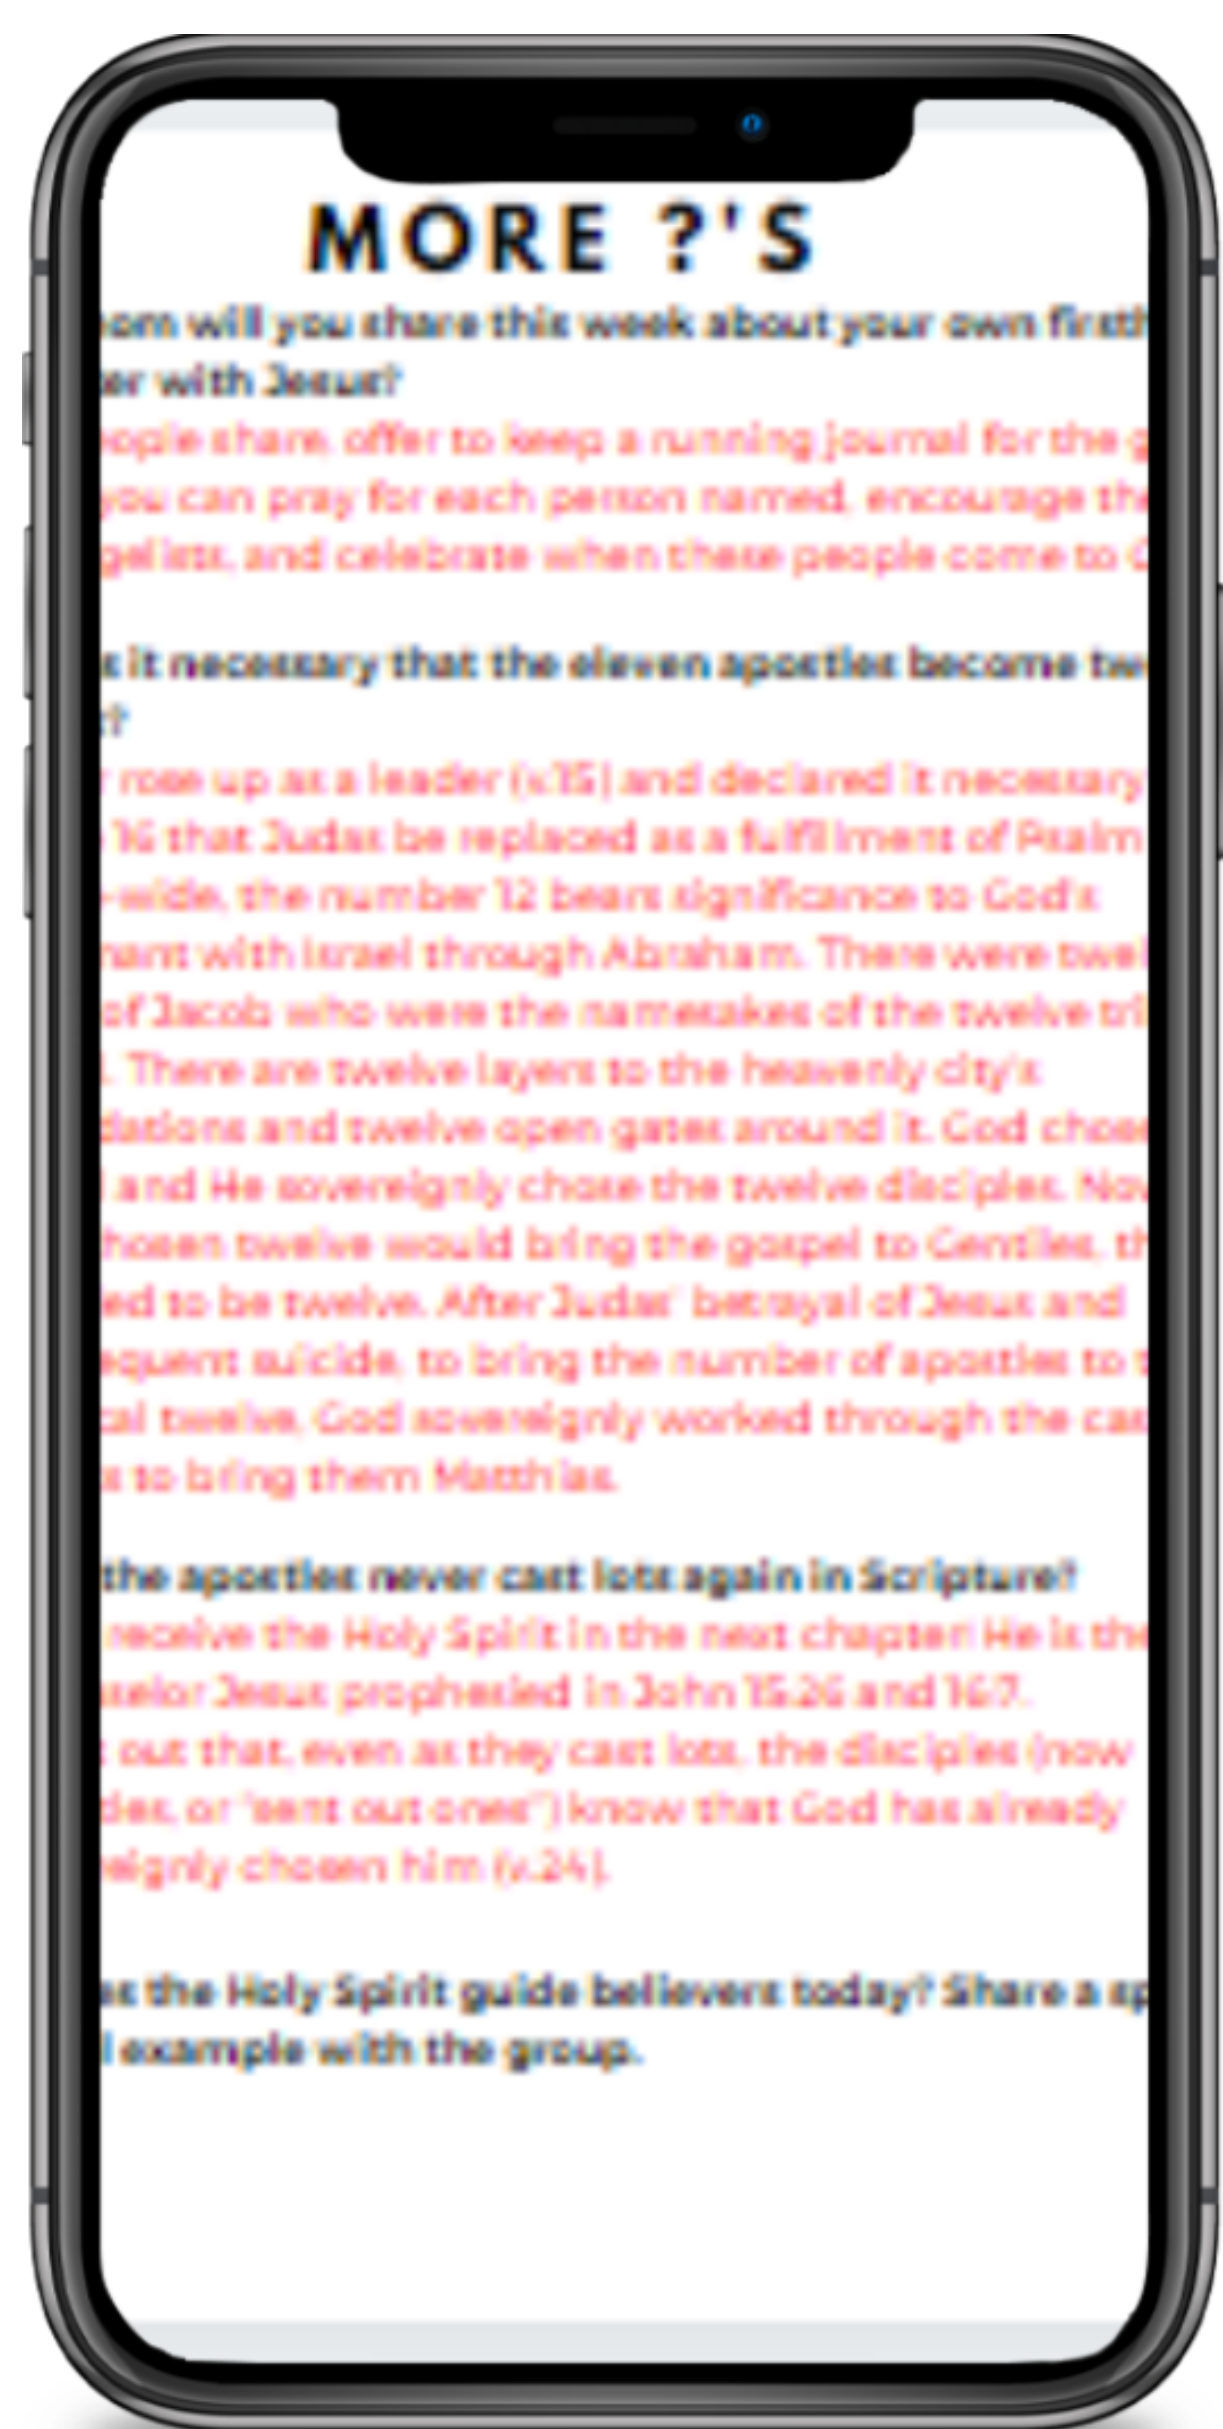 MORE ?'S
om will you share this week about your own firsth
er with Jesus?
eople share, offer to keep a running journal for the g
you can pray for each person named, encourage the
gelists, and celebrate when these people come to C
s it necessary that the eleven apostles become twe
s?
r rose up as a leader (v.15) and declared it necessary
16 that Judas be replaced as a fulfillment of Psalm
-wide, the number 12 bears significance to God's
nant with Israel through Abraham. There were twel
of Jacob who were the namesakes of the twelve tri
l. There are twelve layers to the heavenly city's
dations and twelve open gates around it. God chose
l and He sovereignly chose the twelve disciples. Now
hosen twelve would bring the gospel to Gentiles, th
ed to be twelve. After Judas' betrayal of Jesus and
equent suicide, to bring the number of apostles to t
cal twelve, God sovereignly worked through the cas
s to bring them Matthias.
the apostles never cast lots again in Scripture?
receive the Holy Spirit in the next chapter! He is the
nselor Jesus prophesied in John 15:26 and 16:7.
t out that, even as they cast lots, the disciples (now
tles, or "sent out ones") know that God has already
reignly chosen him (v.24).
es the Holy Spirit guide believers today? Share a sp
l example with the group.